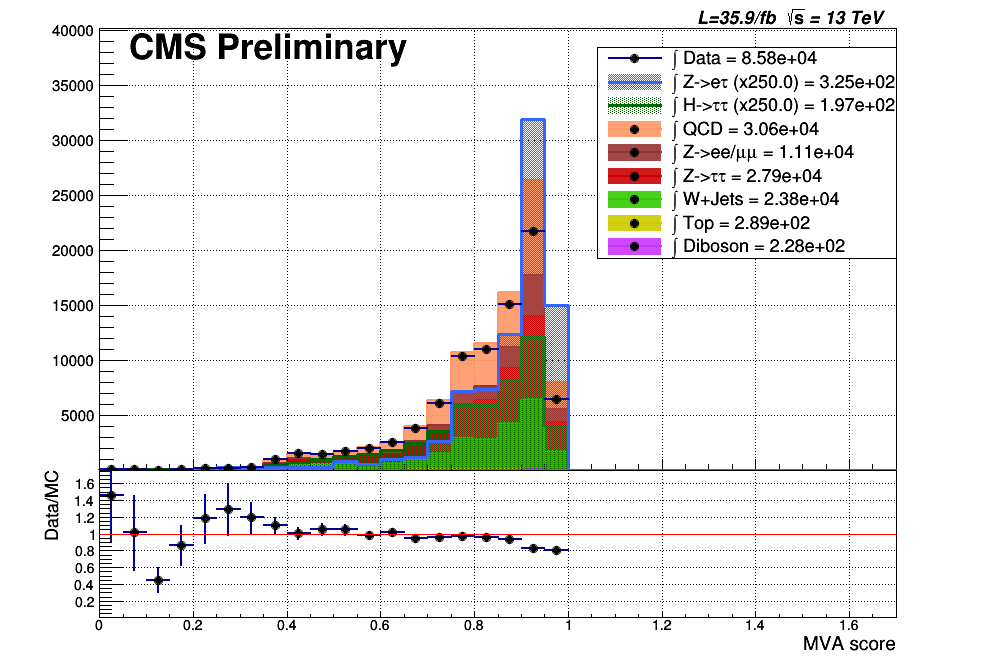 L=35.9/fb √s = 13 TeV
CMS Preliminary
∫ Data = 8.58e+04
∫ Z->eτ (x250.0) = 3.25e+02
∫ H->ττ (x250.0) = 1.97e+02
∫ QCD = 3.06e+04
∫ Z->ee/μμ = 1.11e+04
∫ Z->ττ = 2.79e+04
∫ W+Jets = 2.38e+04
∫ Top = 2.89e+02
∫ Diboson = 2.28e+02
40000
35000
30000
25000
20000
15000
10000
5000
Data/MC
1.6
1.4
1.2
1
0.8
0.6
0.4
0.2
0 0.2 0.4 0.6 0.8 1 1.2 1.4 1.6
MVA score